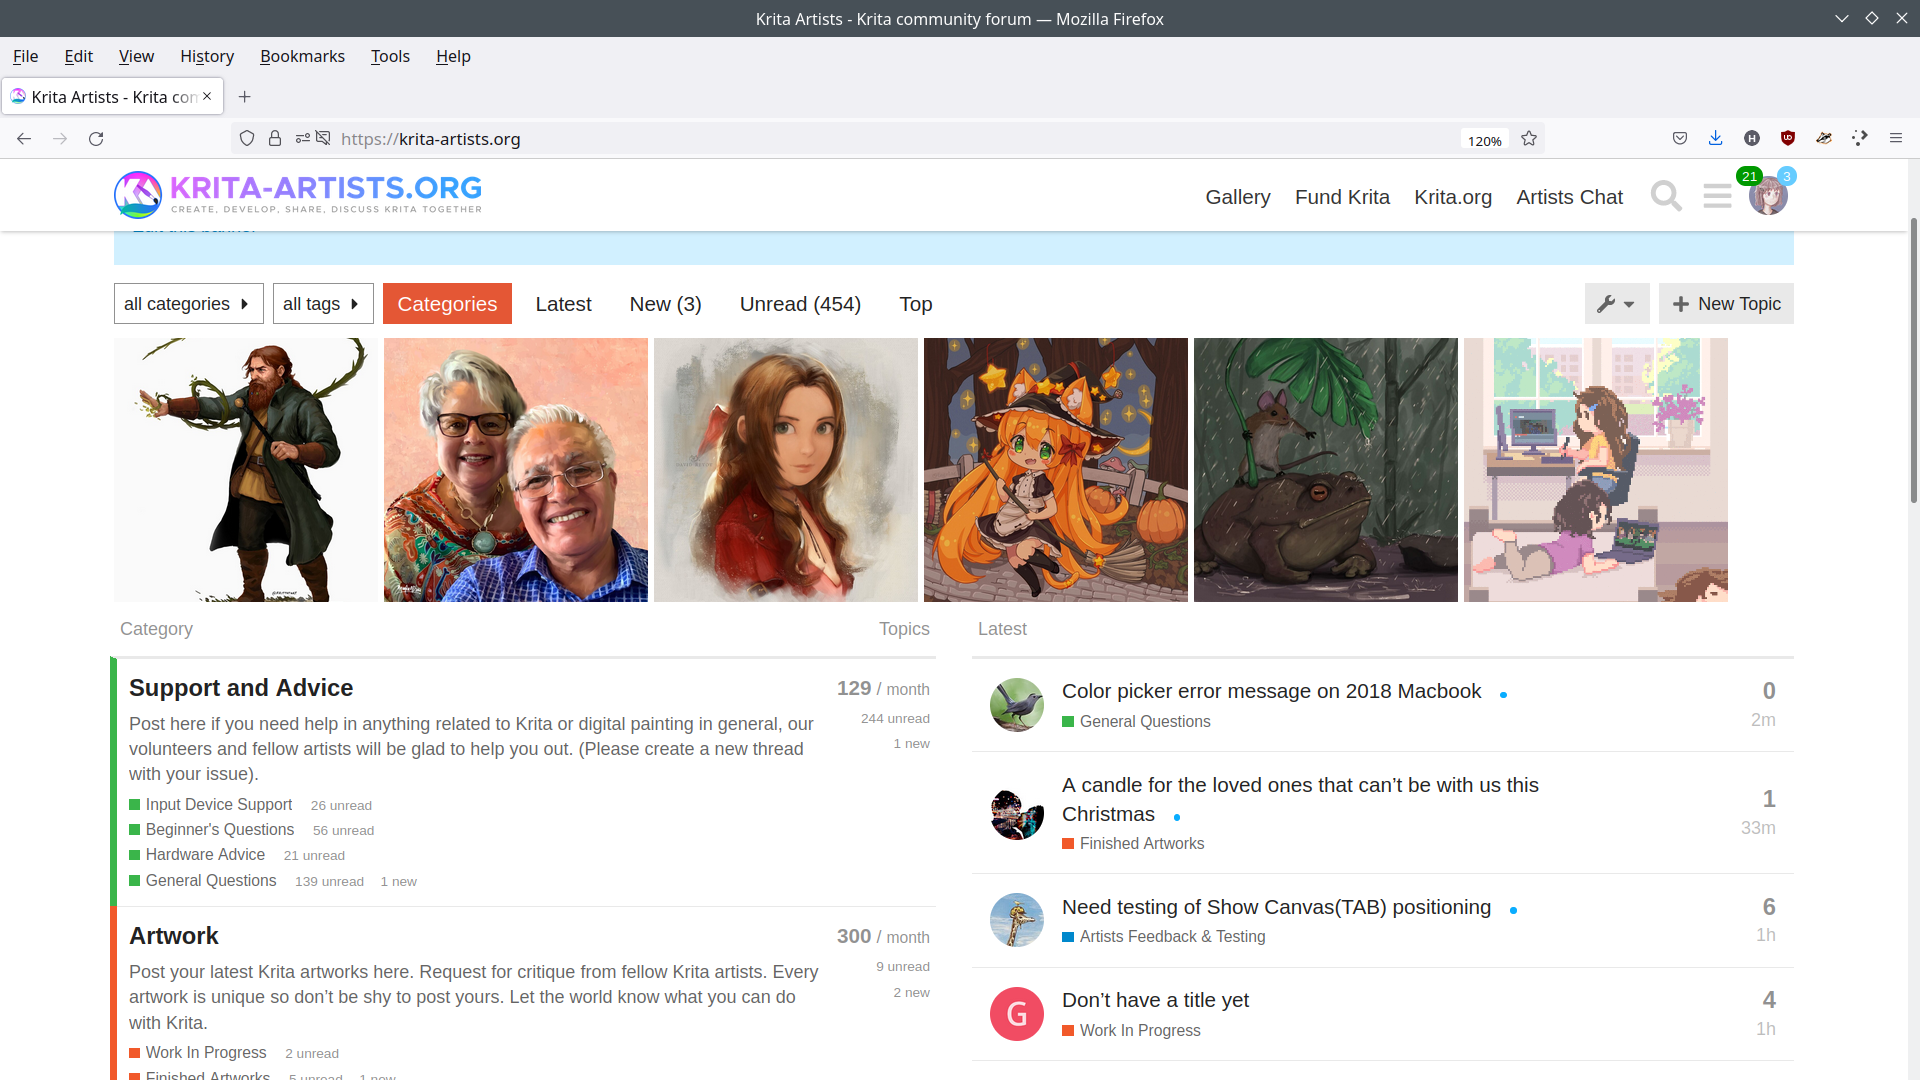 Krita Artists - Krita community forum — Mozilla Firefox
File Edit View History Bookmarks Tools Help
Krita Artists - Krita con
https://krita-artists.org 120%
KRITA-ARTISTS.ORG
CREATE, DEVELOP, SHARE, DISCUSS KRITA TOGETHER
Gallery Fund Krita Krita.org Artists Chat 21 3
Edit this banner
all categories all tags Categories Latest New (3) Unread (454) Top New Topic
Category Topics
Support and Advice 129 / month
Post here if you need help in anything related to Krita or digital painting in general, our 244 unread
volunteers and fellow artists will be glad to help you out. (Please create a new thread 1 new
with your issue).
Input Device Support 26 unread
Beginner's Questions 56 unread
Hardware Advice 21 unread
General Questions 139 unread 1 new
Artwork 300 / month
Post your latest Krita artworks here. Request for critique from fellow Krita artists. Every 9 unread
artwork is unique so don’t be shy to post yours. Let the world know what you can do 2 new
with Krita.
Work In Progress 2 unread
Finished Artworks 5 unread 1 new
Latest
Color picker error message on 2018 Macbook 0
General Questions 2m
A candle for the loved ones that can’t be with us this
Christmas 1
Finished Artworks 33m
Need testing of Show Canvas(TAB) positioning 6
Artists Feedback & Testing 1h
G
Don’t have a title yet 4
Work In Progress 1h